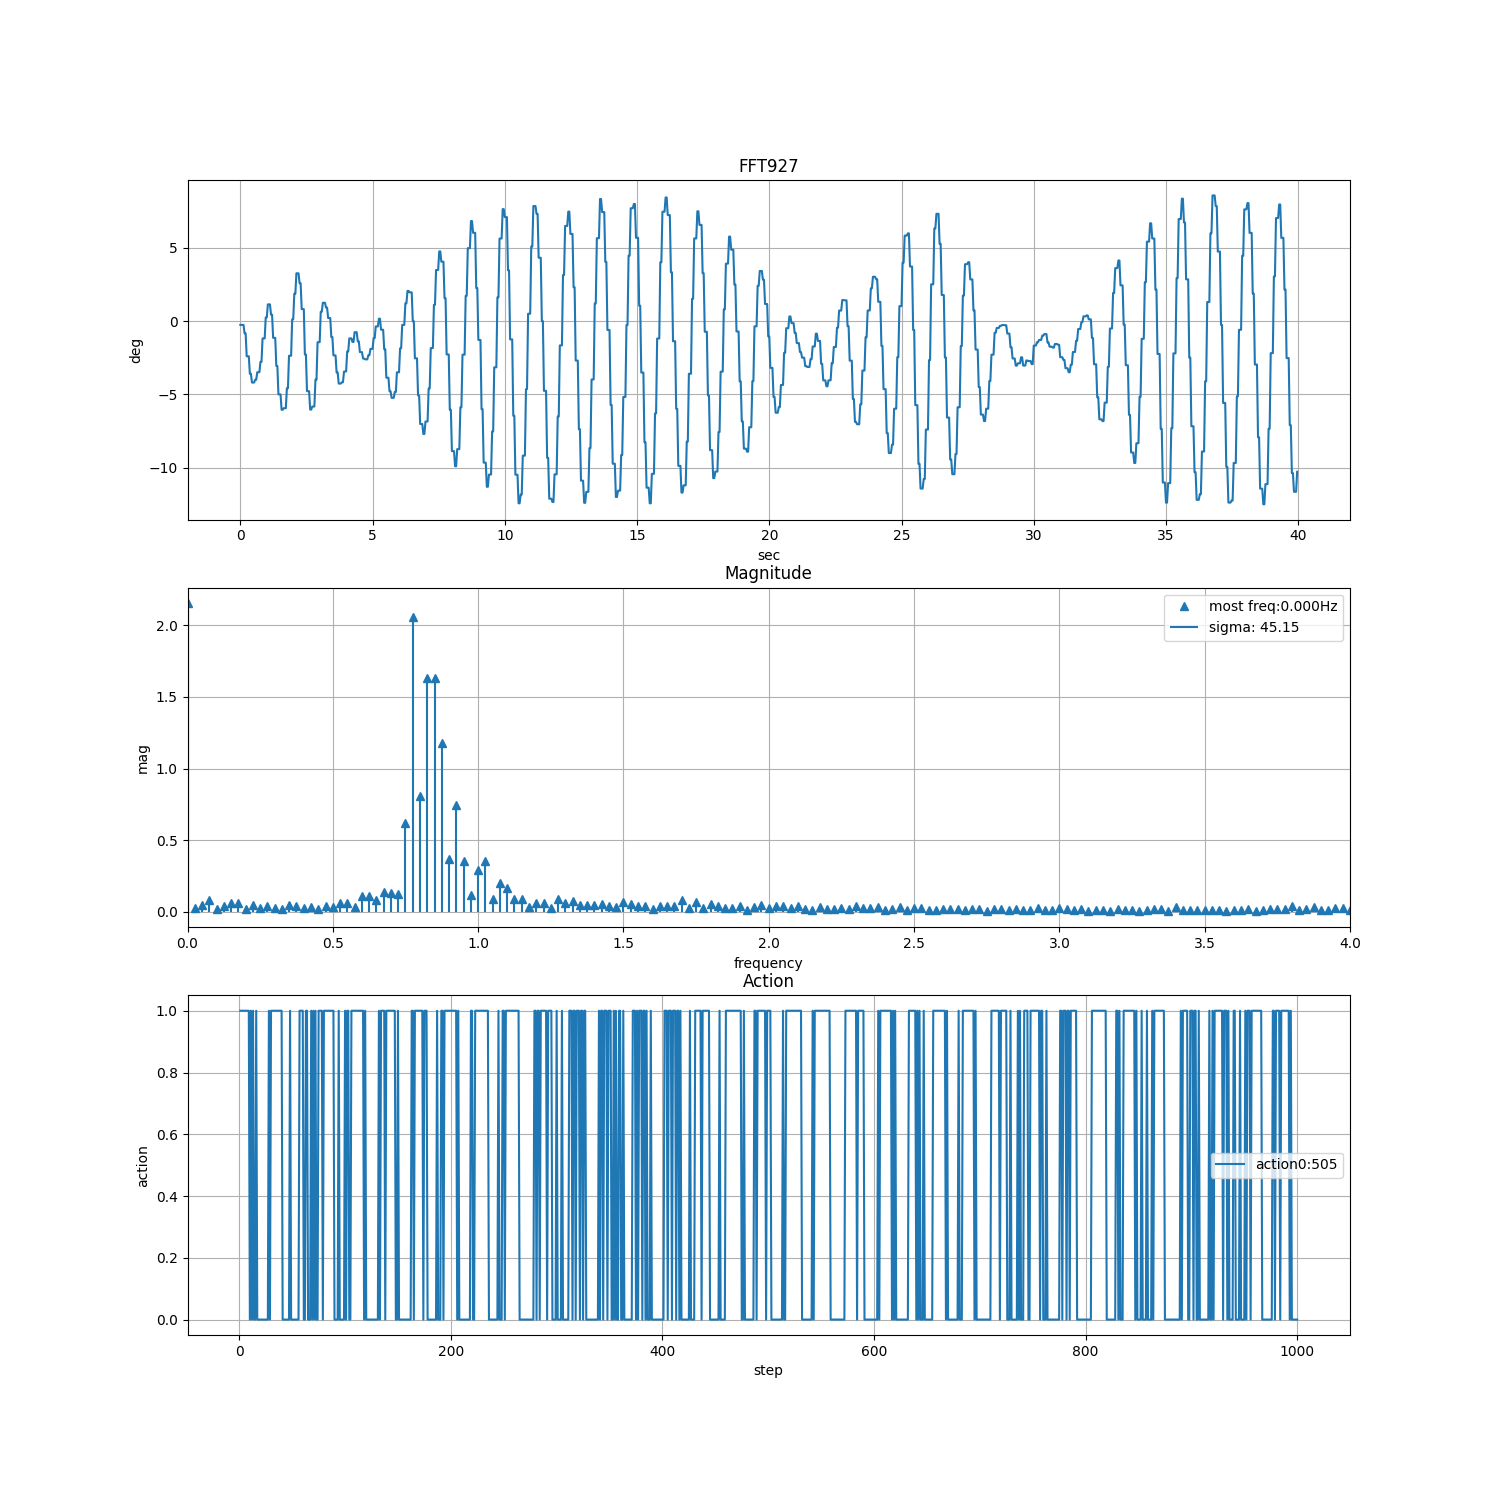 FFT927
5
0
−5
−10
deg
0 5 10 15 20 25 30 35 40
sec
Magnitude
most freq:0.000Hz
sigma: 45.15
2.0
1.5
1.0
0.5
0.0
mag
0.0 0.5 1.0 1.5 2.0 2.5 3.0 3.5 4.0
frequency
Action
1.0
0.8
0.6
0.4
0.2
0.0
action
action0:505
0 200 400 600 800 1000
step